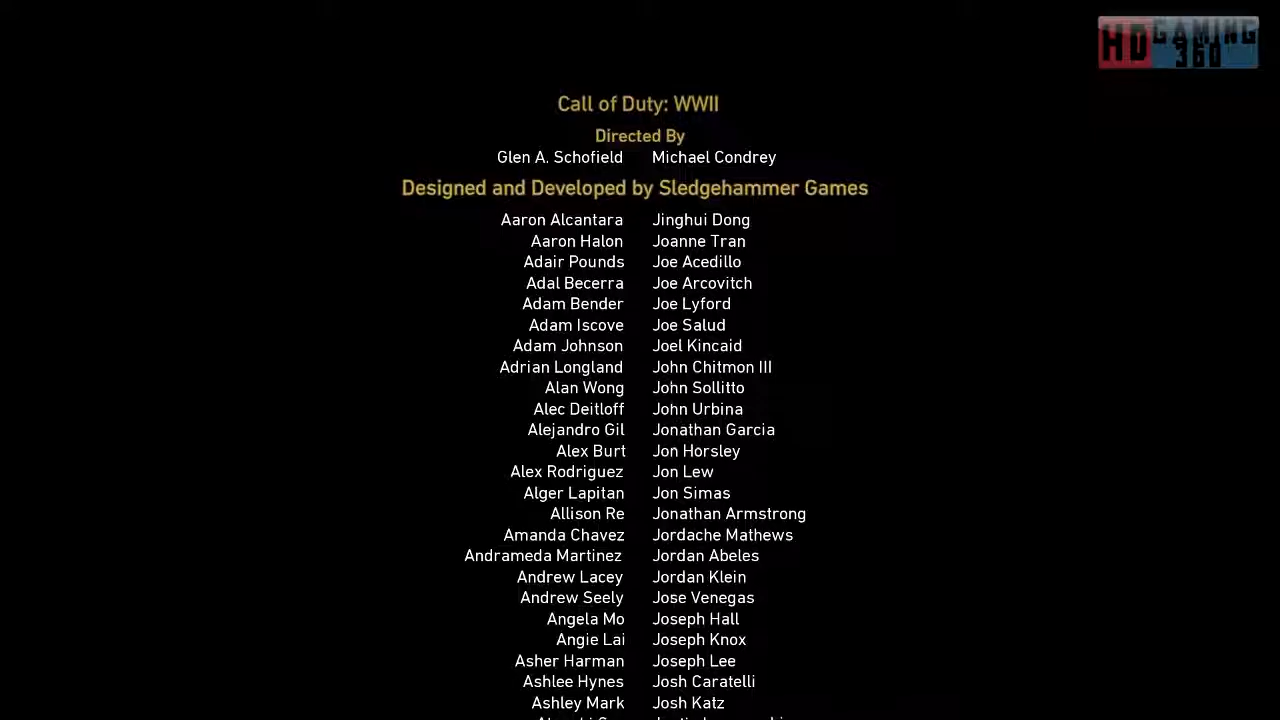 HD GAMING 360
Call of Duty: WWII
Directed By
Glen A. Schofield Michael Condrey
Designed and Developed by Sledgehammer Games
Aaron Alcantara Jinghui Dong
Aaron Halon Joanne Tran
Adair Pounds Joe Acedillo
Adal Becerra Joe Arcovitch
Adam Bender Joe Lyford
Adam Iscove Joe Salud
Adam Johnson Joel Kincaid
Adrian Longland John Chitmon III
Alan Wong John Sollitto
Alec Deitloff John Urbina
Alejandro Gil Jonathan Garcia
Alex Burt Jon Horsley
Alex Rodriguez Jon Lew
Alger Lapitan Jon Simas
Allison Re Jonathan Armstrong
Amanda Chavez Jordache Mathews
Andrameda Martinez Jordan Abeles
Andrew Lacey Jordan Klein
Andrew Seely Jose Venegas
Angela Mo Joseph Hall
Angie Lai Joseph Knox
Asher Harman Joseph Lee
Ashlee Hynes Josh Caratelli
Ashley Mark Josh Katz